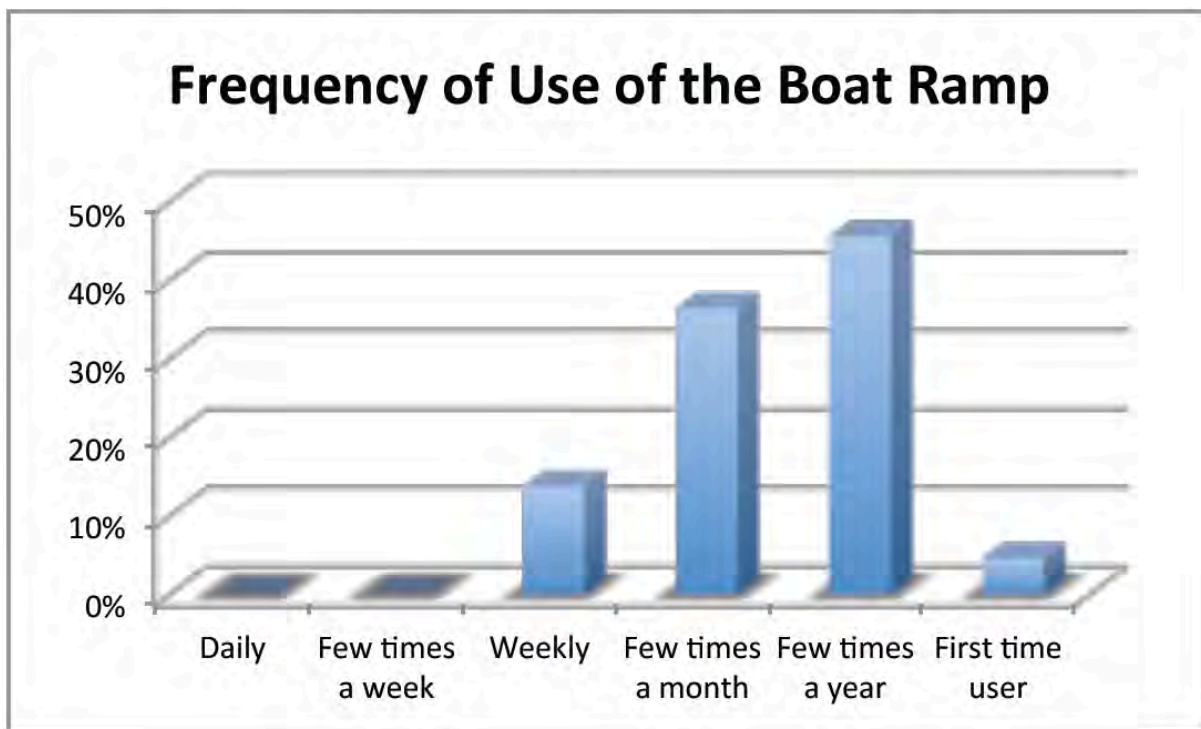 Frequency of Use of the Boat Ramp
50%
40%
30%
20%
10%
0%
Daily
Few times
a week
Weekly
Few times
a month
Few times
a year
First time
user